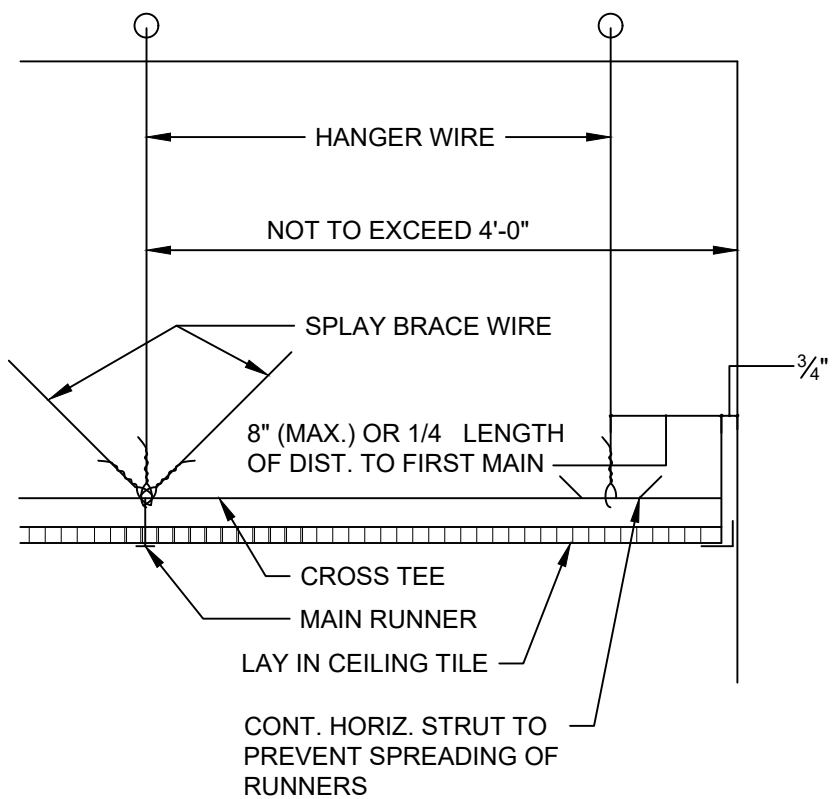 HANGER WIRE
NOT TO EXCEED 4'-0"
SPLAY BRACE WIRE
3/4"
8" (MAX.) OR 1/4 LENGTH
OF DIST. TO FIRST MAIN
CROSS TEE
MAIN RUNNER
LAY IN CEILING TILE
CONT. HORIZ. STRUT TO
PREVENT SPREADING OF
RUNNERS